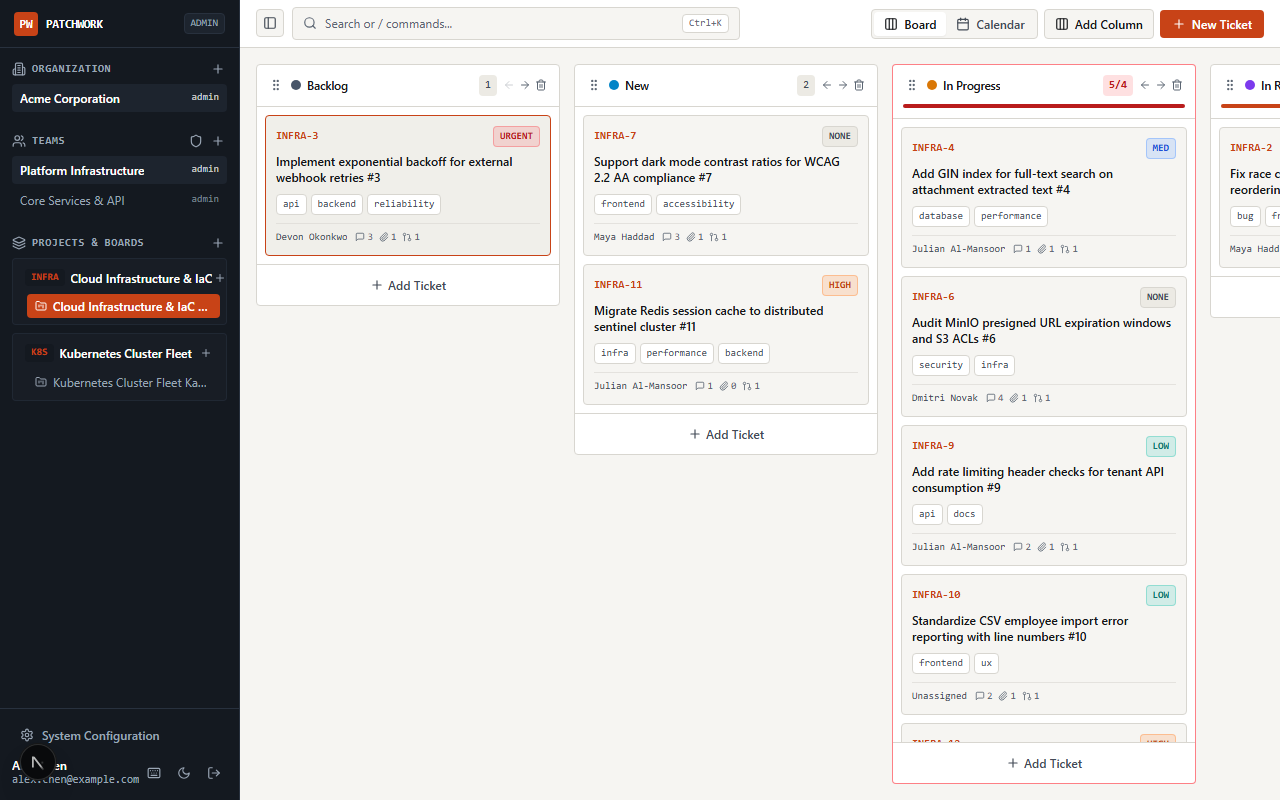 PW PATCHWORK ADMIN
ORGANIZATION
Acme Corporation admin
TEAMS
Platform Infrastructure admin
Core Services & API admin
PROJECTS & BOARDS
INFRA Cloud Infrastructure & IaC
Cloud Infrastructure & IaC ...
K8S Kubernetes Cluster Fleet
Kubernetes Cluster Fleet Ka...
System Configuration
alex.chen@example.com
Search or / commands... Ctrl+K
Board
Calendar
Add Column
New Ticket
Backlog 1
INFRA-3 URGENT
Implement exponential backoff for external
webhook retries #3
api backend reliability
Devon Okonkwo 3 1 1
Add Ticket
New 2
INFRA-7 NONE
Support dark mode contrast ratios for WCAG
2.2 AA compliance #7
frontend accessibility
Maya Haddad 3 1 1
INFRA-11 HIGH
Migrate Redis session cache to distributed
sentinel cluster #11
infra performance backend
Julian Al-Mansoor 1 0 1
Add Ticket
In Progress 5/4
INFRA-4 MED
Add GIN index for full-text search on
attachment extracted text #4
database performance
Julian Al-Mansoor 1 1 1
INFRA-6 NONE
Audit MinIO presigned URL expiration windows
and S3 ACLs #6
security infra
Dmitri Novak 4 1 1
INFRA-9 LOW
Add rate limiting header checks for tenant API
consumption #9
api docs
Julian Al-Mansoor 2 1 1
INFRA-10 LOW
Standardize CSV employee import error
reporting with line numbers #10
frontend ux
Unassigned 2 1 1
Add Ticket
In R
INFRA-2
Fix race c
reorderin
bug fr
Maya Hadd